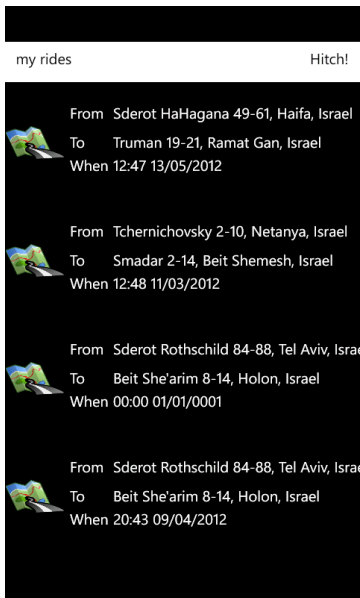 my rides Hitch!
From Sderot HaHagana 49-61, Haifa, Israel
To Truman 19-21, Ramat Gan, Israel
When 12:47 13/05/2012
From Tchernichovsky 2-10, Netanya, Israel
To Smadar 2-14, Beit Shemesh, Israel
When 12:48 11/03/2012
From Sderot Rothschild 84-88, Tel Aviv, Israe
To Beit She'arim 8-14, Holon, Israel
When 00:00 01/01/0001
From Sderot Rothschild 84-88, Tel Aviv, Israe
To Beit She'arim 8-14, Holon, Israel
When 20:43 09/04/2012